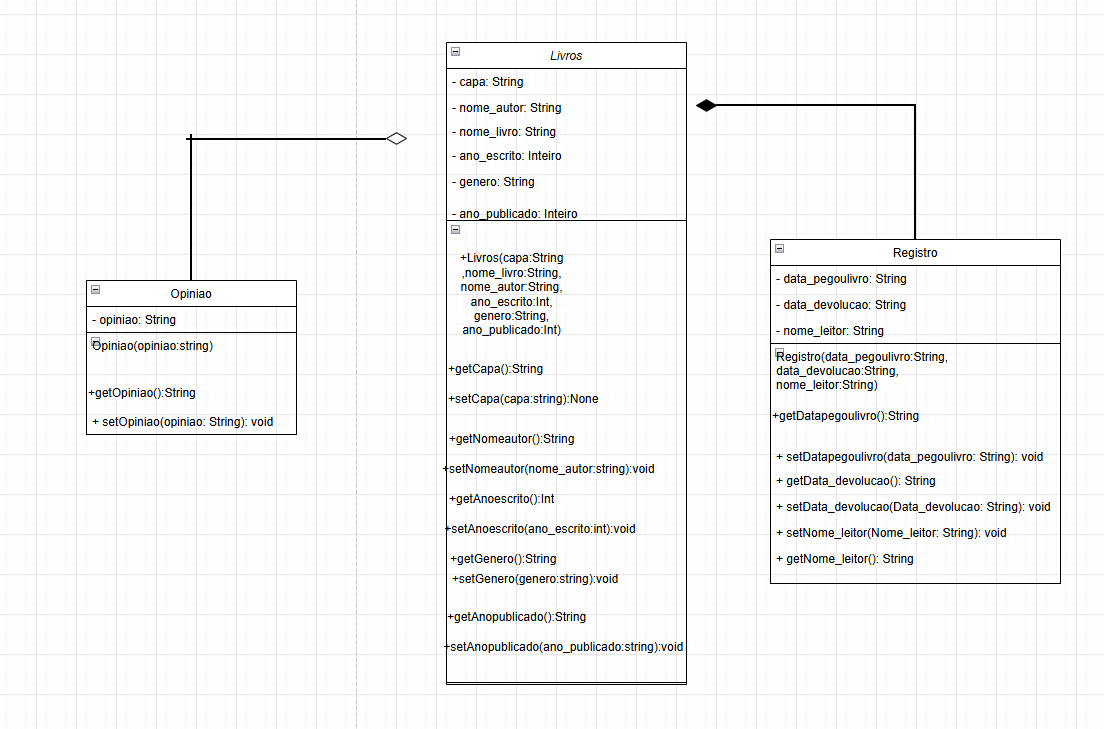 Livros
- capa: String
- nome_autor: String
- nome_livro: String
- ano_escrito: Inteiro
- genero: String
- ano_publicado: Inteiro
+Livros(capa:String
,nome_livro:String,
nome_autor:String,
ano_escrito:Int,
genero:String,
ano_publicado:Int)
+getCapa():String
+setCapa(capa:string):None
+getNomeautor():String
+setNomeautor(nome_autor:string):void
+getAnoescrito():Int
+setAnoescrito(ano_escrito:int):void
+getGenero():String
+setGenero(genero:string):void
+getAnopublicado():String
+setAnopublicado(ano_publicado:string):void
Opiniao
- opiniao: String
Opiniao(opiniao:string)
+getOpiniao():String
+ setOpiniao(opiniao: String): void
Registro
- data_pegoulivro: String
- data_devolucao: String
- nome_leitor: String
Registro(data_pegoulivro:String,
data_devolucao:String,
nome_leitor:String)
+getDatapegoulivro():String
+ setDatapegoulivro(data_pegoulivro: String): void
+ getData_devolucao(): String
+ setData_devolucao(Data_devolucao: String): void
+ setNome_leitor(Nome_leitor: String): void
+ getNome_leitor(): String